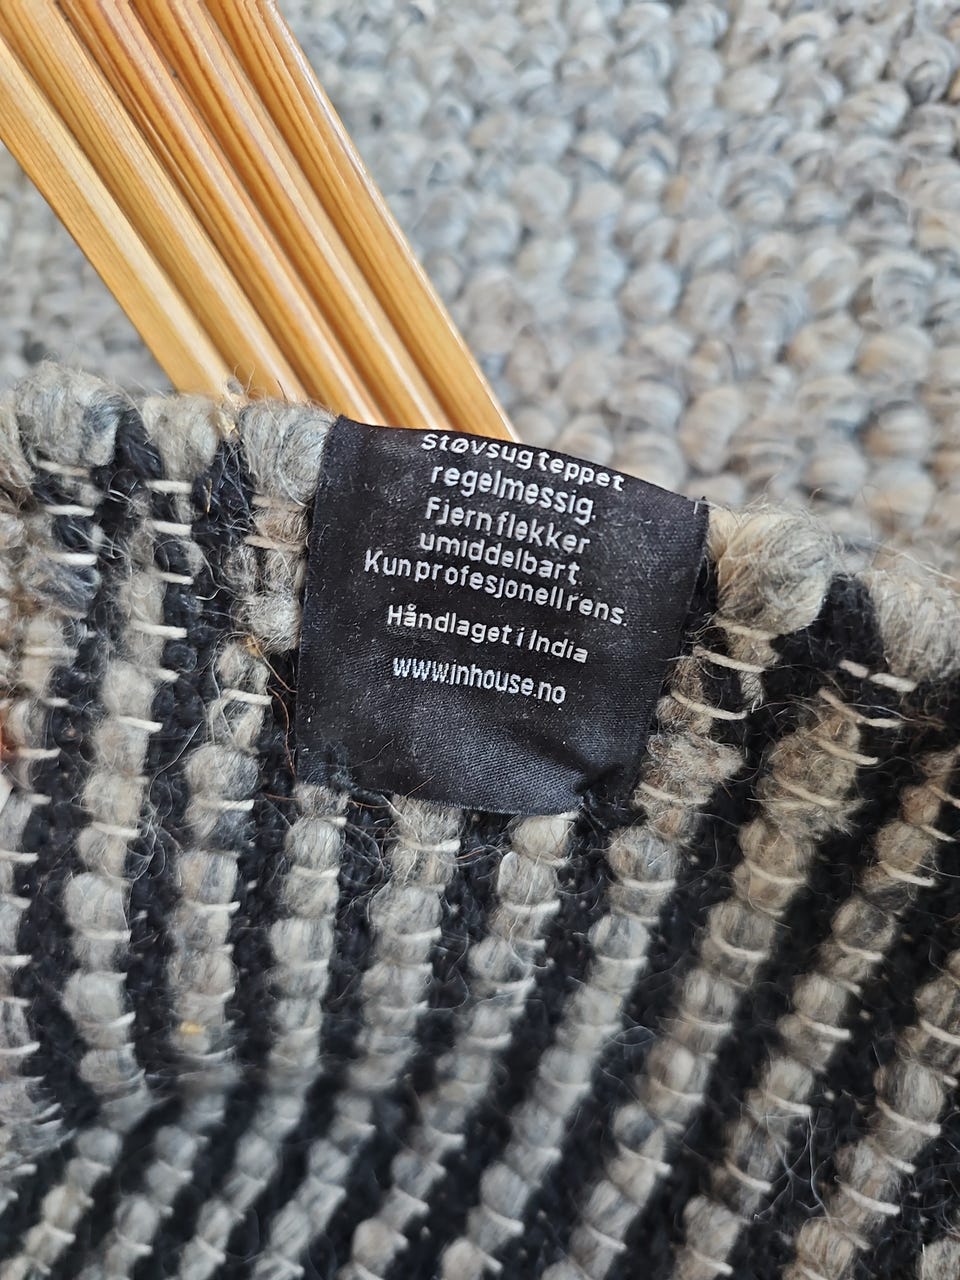 Støvsug teppet
regelmessig.
Fjern flekker
umiddelbart
Kun profesjonell rens.
Håndlaget i India
www.inhouse.no